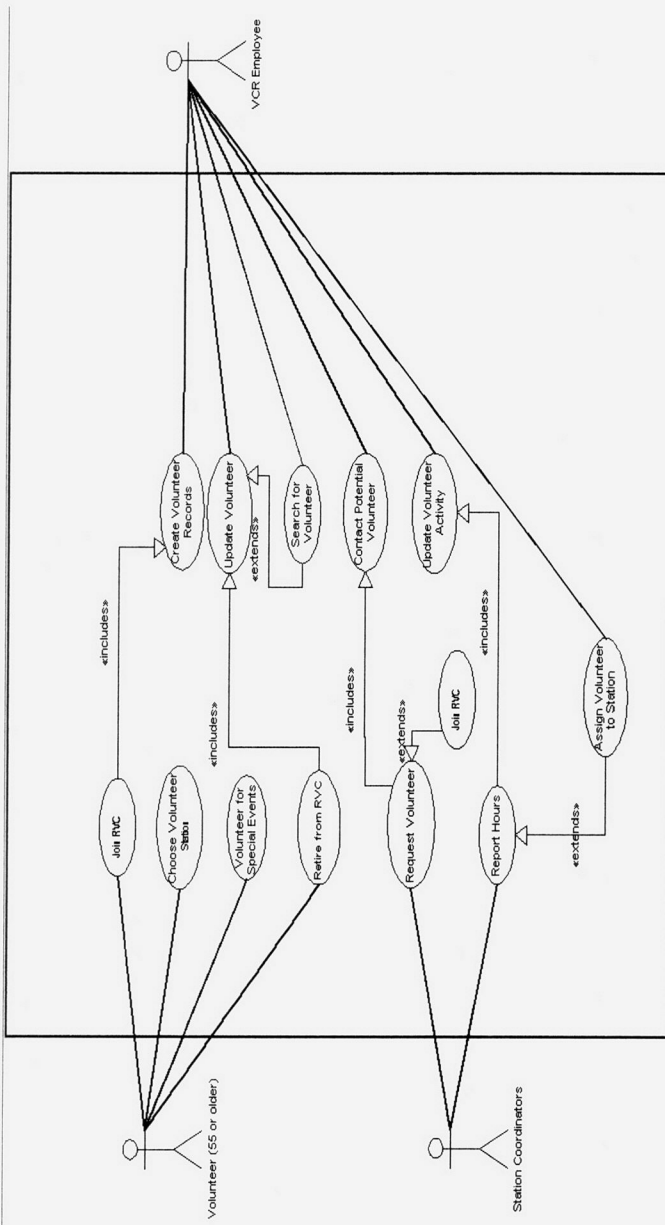 Volunteer (55 or older)
Station Coordinators
VCR Employee
Join RVC
Choose Volunteer
Station
Volunteer for
Special Events
Retire from RVC
Request Volunteer
Report Hours
«includes»
«includes»
«includes»
«extends»
Join RVC
«includes»
«extends»
Create Volunteer
Records
Update Volunteer
«extends»
Search for
Volunteer
Contact Potential
Volunteer
Update Volunteer
Activity
Assign Volunteer
to Station